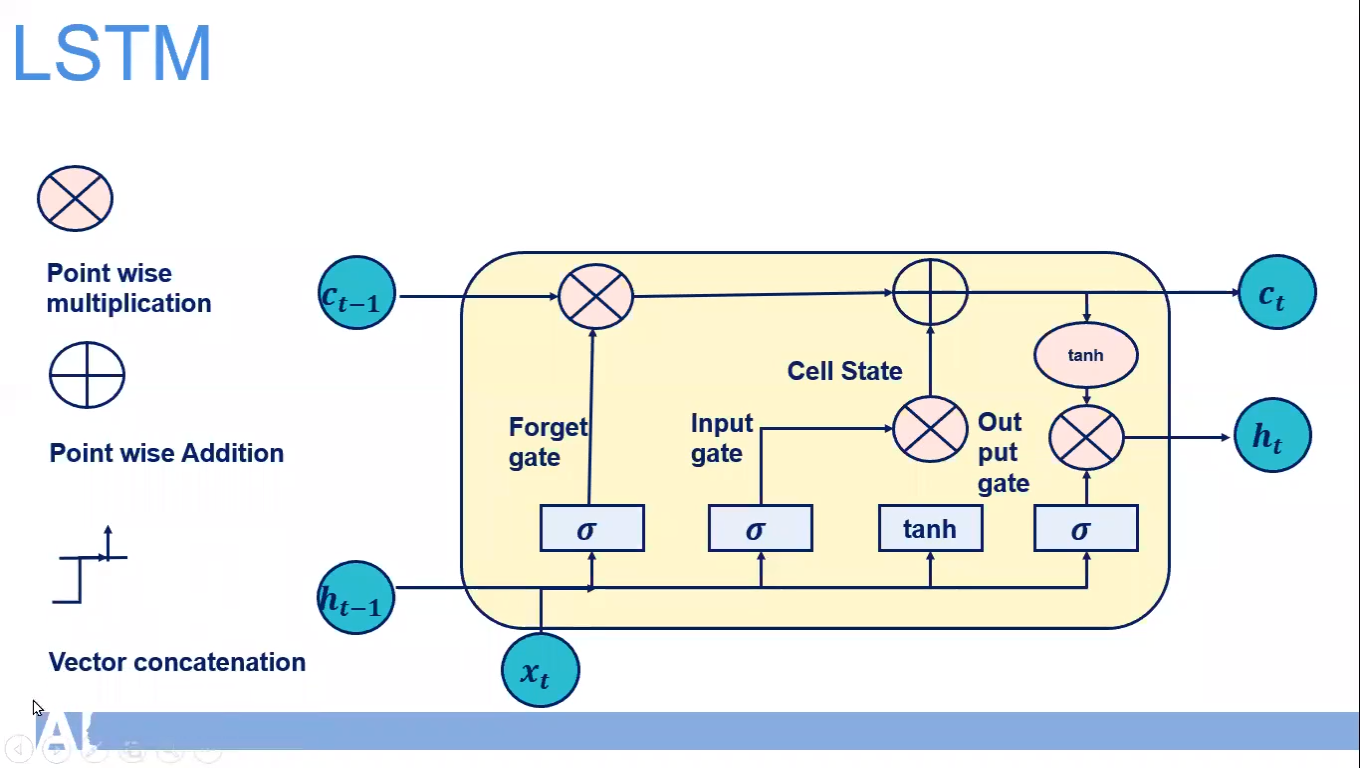 LSTM
Point wise
multiplication
Point wise Addition
Vector concatenation
c_{t-1}
h_{t-1}
x_t
Forget
gate
σ
Input
gate
σ
Cell State
tanh
Out
put
gate
σ
tanh
c_t
h_t
AI